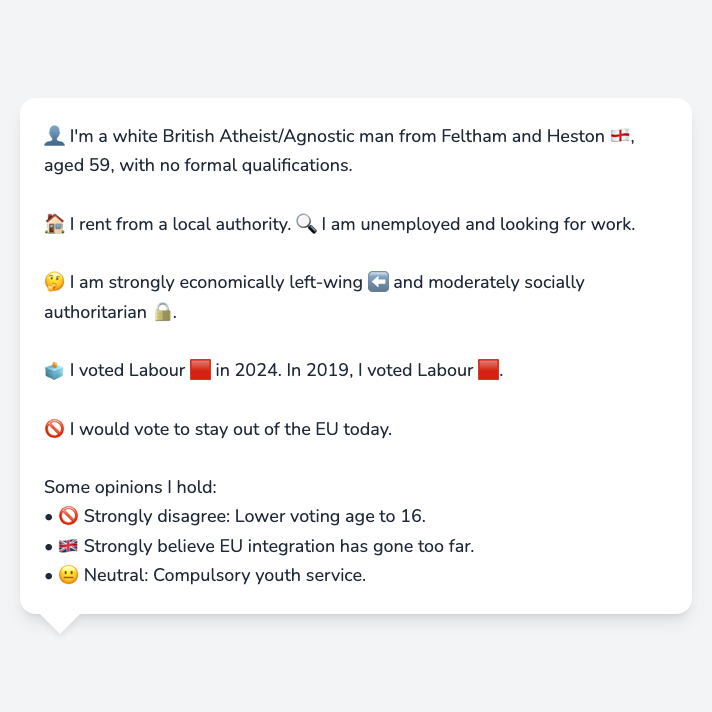 👤 I'm a white British Atheist/Agnostic man from Feltham and Heston 🏴󠁧󠁢󠁥󠁮󠁧󠁿,
aged 59, with no formal qualifications.
🏠 I rent from a local authority. 🔍 I am unemployed and looking for work.
🤔 I am strongly economically left-wing ⬅️ and moderately socially
authoritarian 🔒.
🗳️ I voted Labour 🟥 in 2024. In 2019, I voted Labour 🟥.
🚫 I would vote to stay out of the EU today.
Some opinions I hold:
• 🚫 Strongly disagree: Lower voting age to 16.
• 🇬🇧 Strongly believe EU integration has gone too far.
• 😐 Neutral: Compulsory youth service.